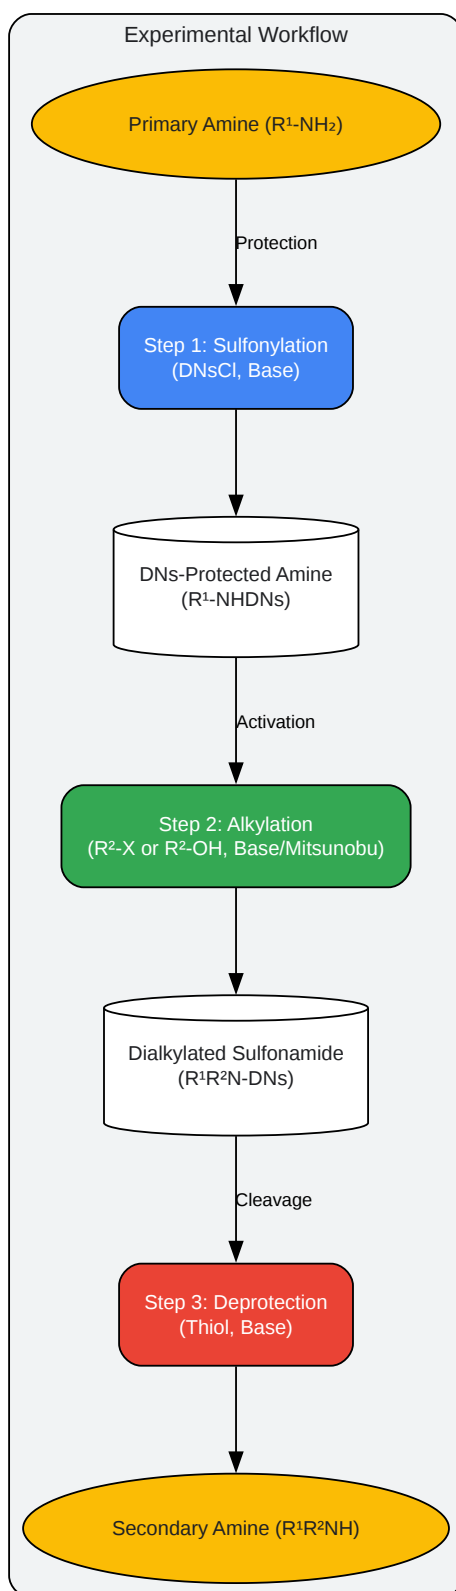 Experimental Workflow
Primary Amine (R¹-NH₂)
Protection
Step 1: Sulfonylation
(DNsCl, Base)
DNs-Protected Amine
(R¹-NHDNs)
Activation
Step 2: Alkylation
(R²-X or R²-OH, Base/Mitsunobu)
Dialkylated Sulfonamide
(R¹R²N-DNs)
Cleavage
Step 3: Deprotection
(Thiol, Base)
Secondary Amine (R¹R²NH)